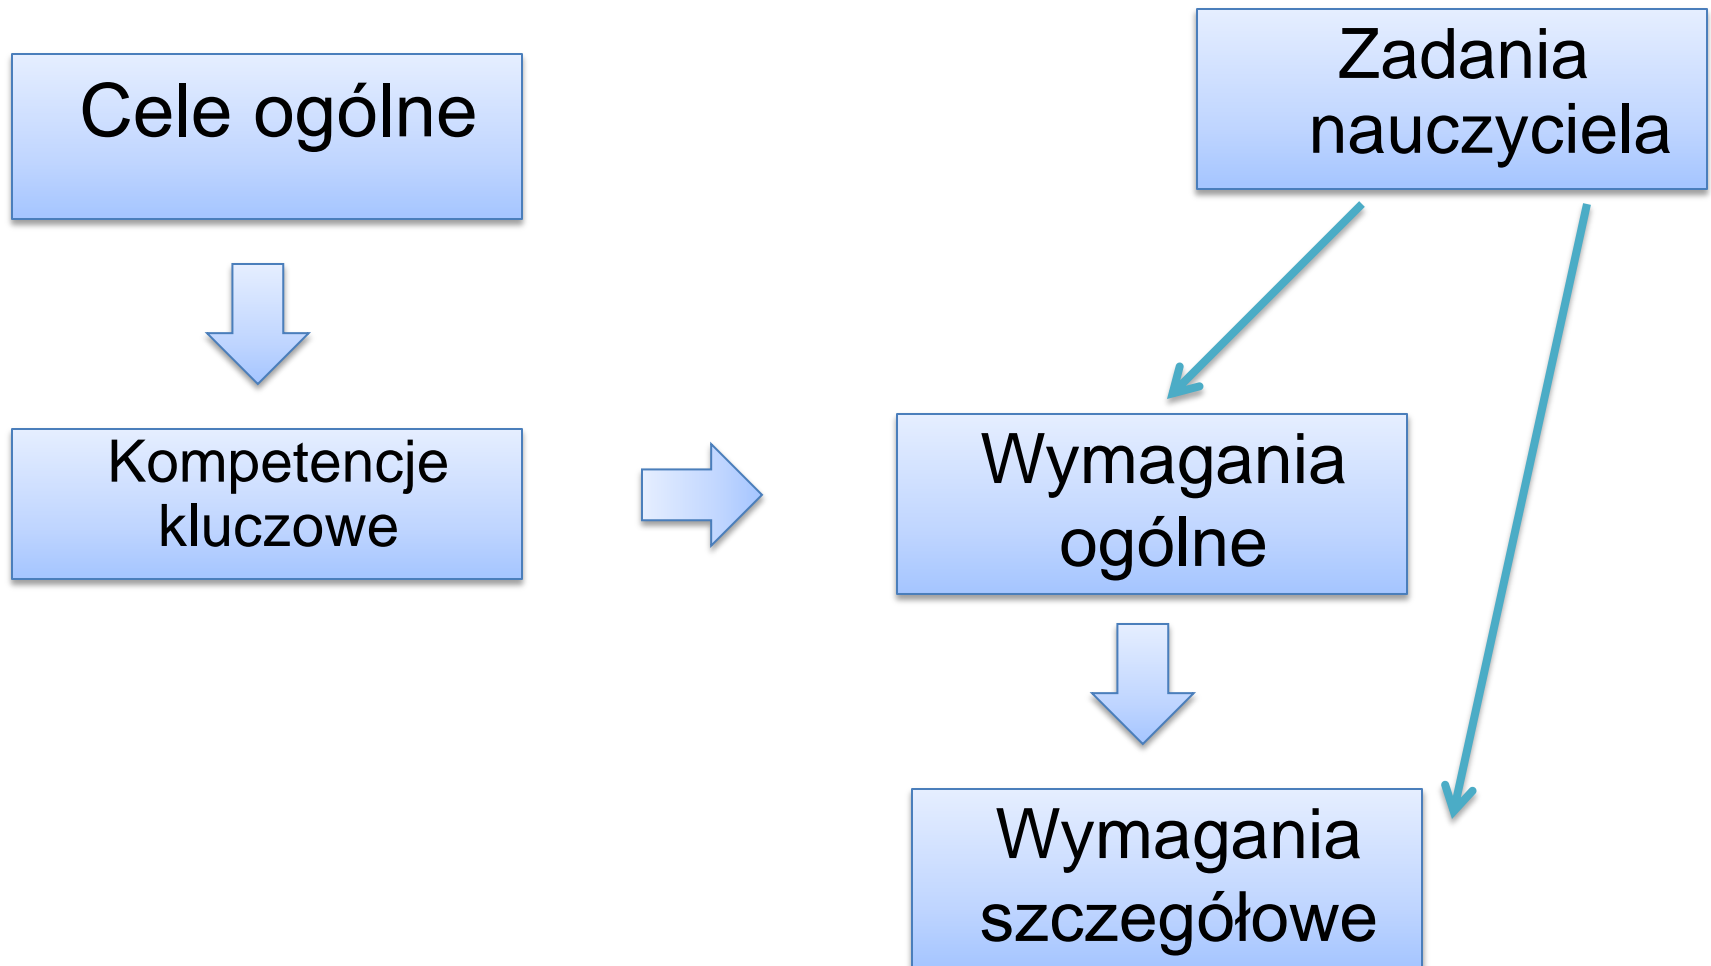 Cele ogólne
Zadania
nauczyciela
Kompetencje
kluczowe
Wymagania
ogólne
Wymagania
szczegółowe